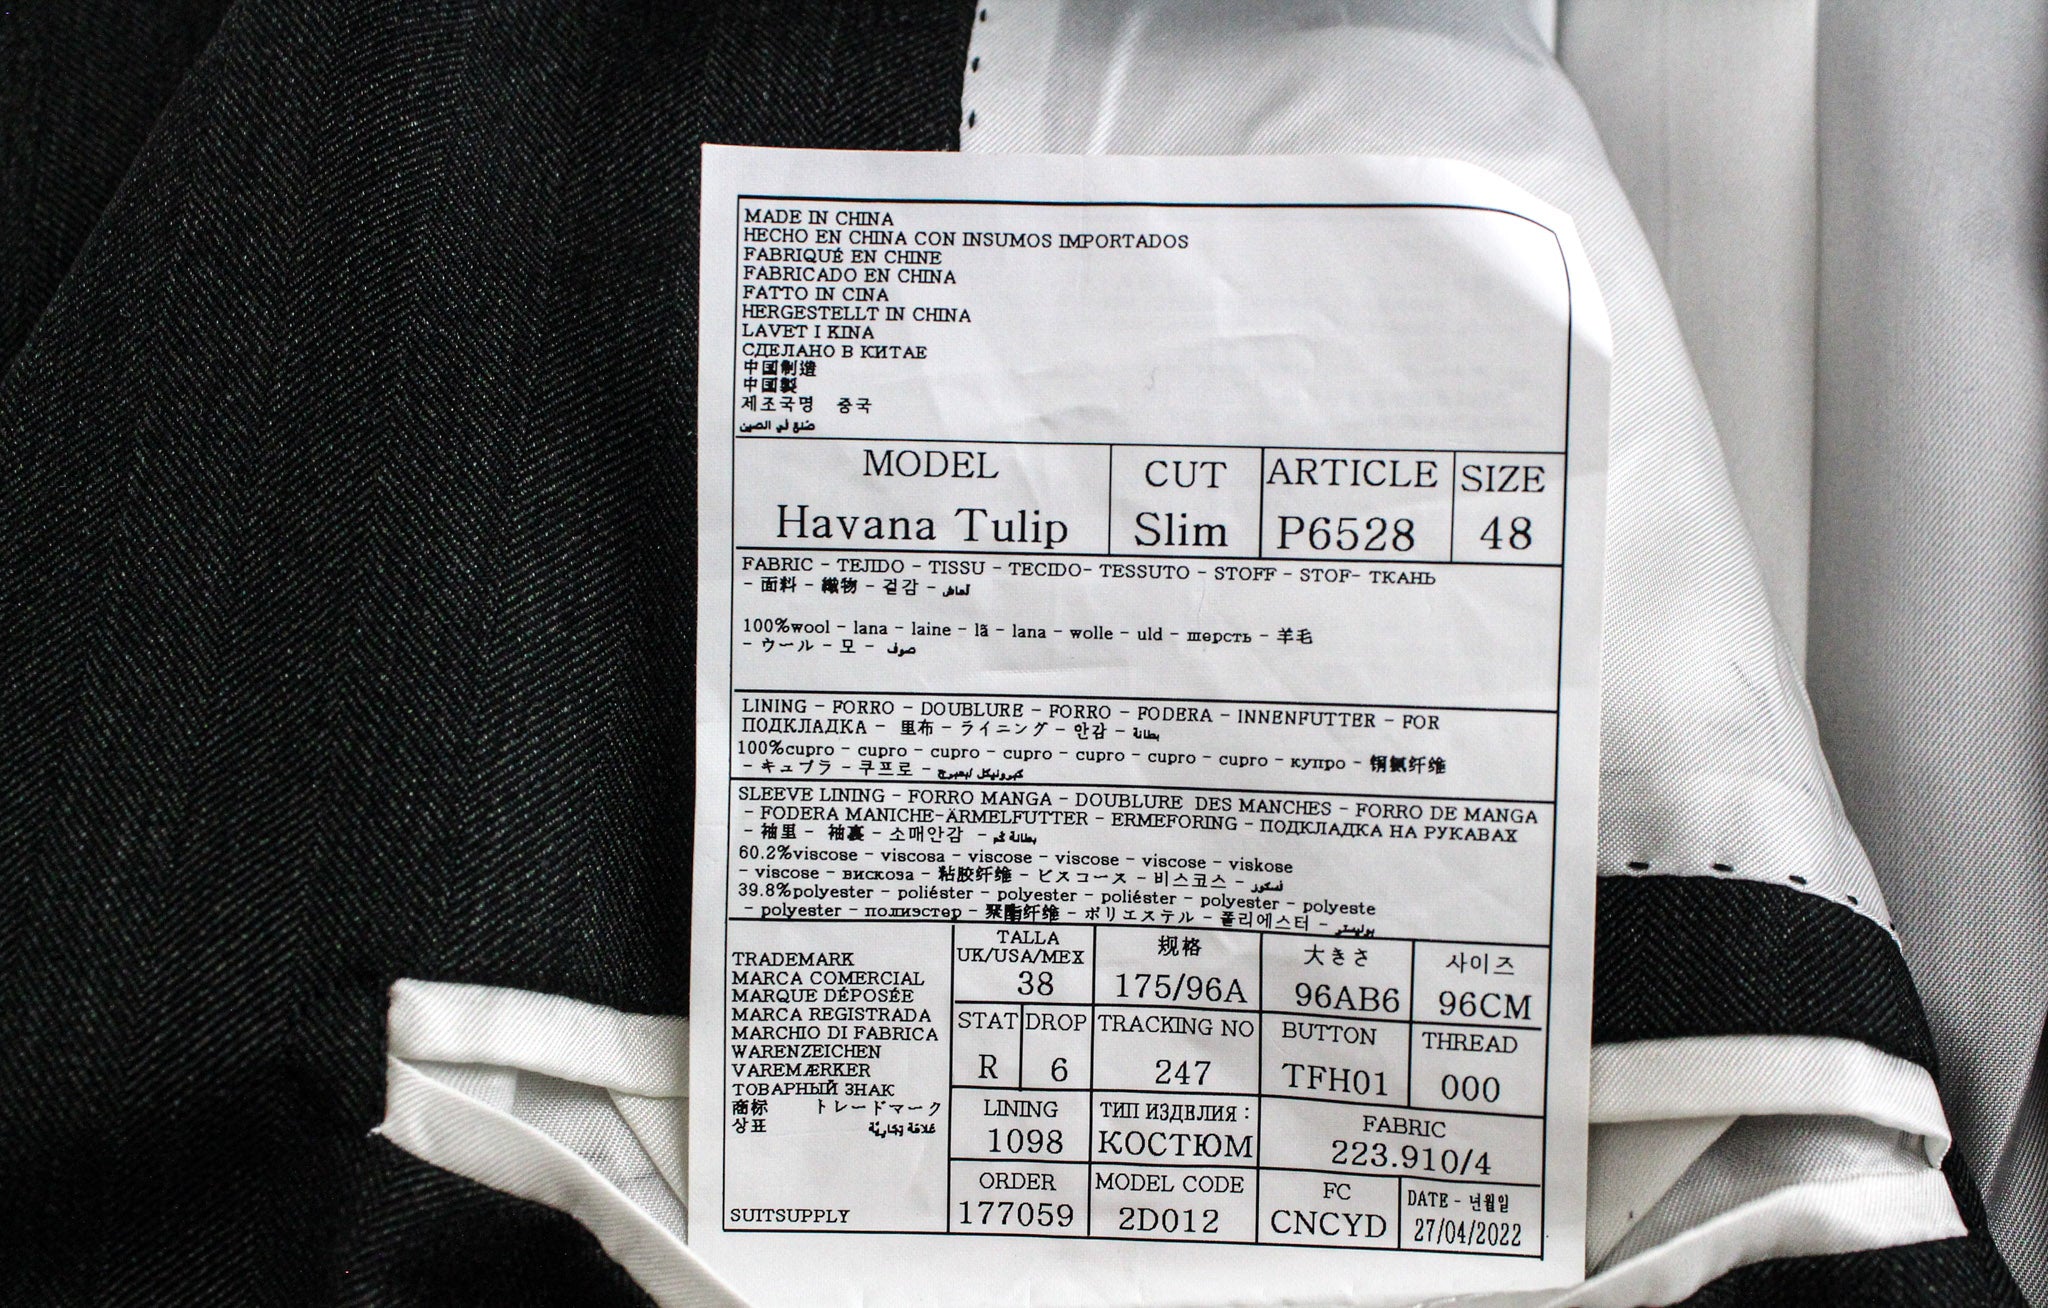 MADE IN CHINA
HECHO EN CHINA CON INSUMOS IMPORTADOS
FABRIQUÉ EN CHINE
FABRICADO EN CHINA
FATTO IN CINA
HERGESTELLT IN CHINA
LAVET I KINA
СДЕЛАНО В КИТАЕ
中国制造
中国製
제조국명 중국
صنع في الصين
MODEL CUT ARTICLE SIZE
Havana Tulip Slim P6528 48
FABRIC - TEJIDO - TISSU - TECIDO- TESSUTO - STOFF - STOF- ТКАНЬ
- 面料 - 織物 - 겉감 - قماش
100%wool - lana - laine - lã - lana - wolle - uld - шерсть - 羊毛
- ウール - 모 - صوف
LINING - FORRO - DOUBLURE - FORRO - FODERA - INNENFUTTER - FOR
ПОДКЛАДКА - 里布 - ライニング - 안감 - بطانة
100%cupro - cupro - cupro - cupro - cupro - cupro - cupro - купро - 铜氨纤维
- キュプラ - 쿠프로 -
SLEEVE LINING - FORRO MANGA - DOUBLURE DES MANCHES - FORRO DE MANGA
- FODERA MANICHE-ÄRMELFUTTER - ERMEFORING - ПОДКЛАДКА НА РУКАВАХ
- 袖里 - 袖裏 - 소매안감 - بطانة كم
60.2%viscose - viscosa - viscose - viscose - viscose - viskose
- viscose - вискоза - 粘胶纤维 - ビスコース - 비스코스 -
39.8%polyester - poliéster - polyester - poliéster - polyester - polyeste
- polyester - полиэстер - 聚酯纤维 - ポリエステル - 폴리에스터 -
TRADEMARK
MARCA COMERCIAL
MARQUE DÉPOSÉE
MARCA REGISTRADA
MARCHIO DI FABRICA
WARENZEICHEN
VAREMÆRKER
ТОВАРНЫЙ ЗНАК
商标 トレードマーク
상표 علامة تجاريّة
SUITSUPPLY
TALLA 规格 大きさ 사이즈
UK/USA/MEX
38 175/96A 96AB6 96CM
STAT DROP TRACKING NO BUTTON THREAD
R 6 247 TFH01 000
LINING ТИП ИЗДЕЛИЯ : FABRIC
1098 КОСТЮМ 223.910/4
ORDER MODEL CODE FC DATE - 년월일
177059 2D012 CNCYD 27/04/2022